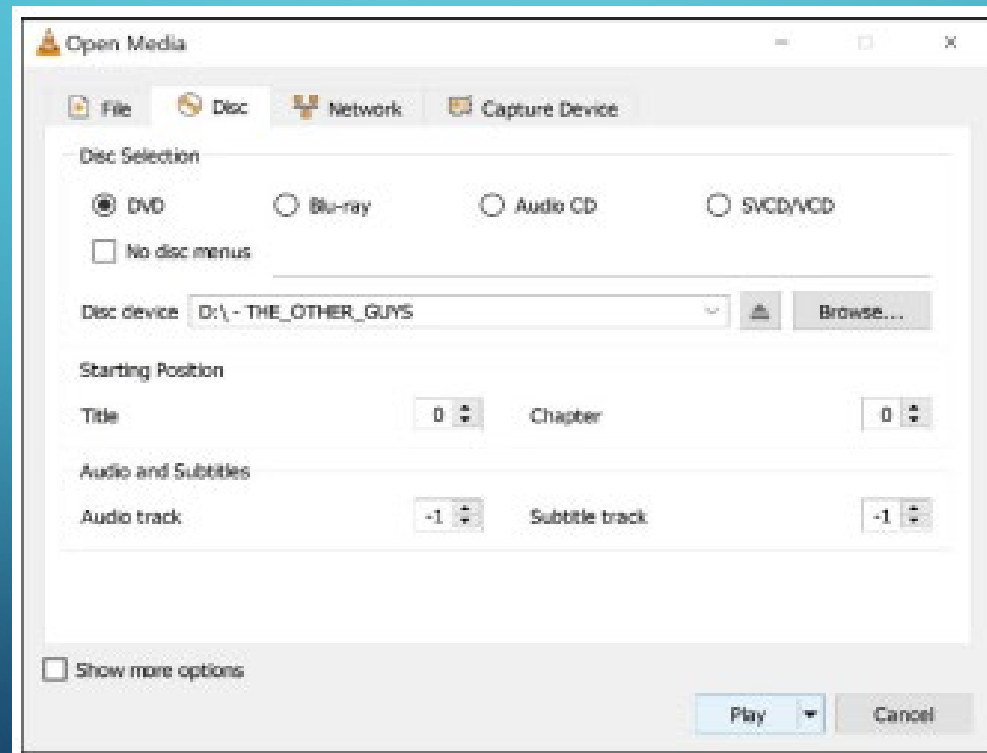 Open Media
File Disc Network Capture Device
Disc Selection
DVD Blu-ray Audio CD SVCD/VCD
No disc menus
Disc device D:\ - THE_OTHER_GUYS Browse...
Starting Position
Title 0 Chapter 0
Audio and Subtitles
Audio track -1 Subtitle track -1
Show more options
Play Cancel